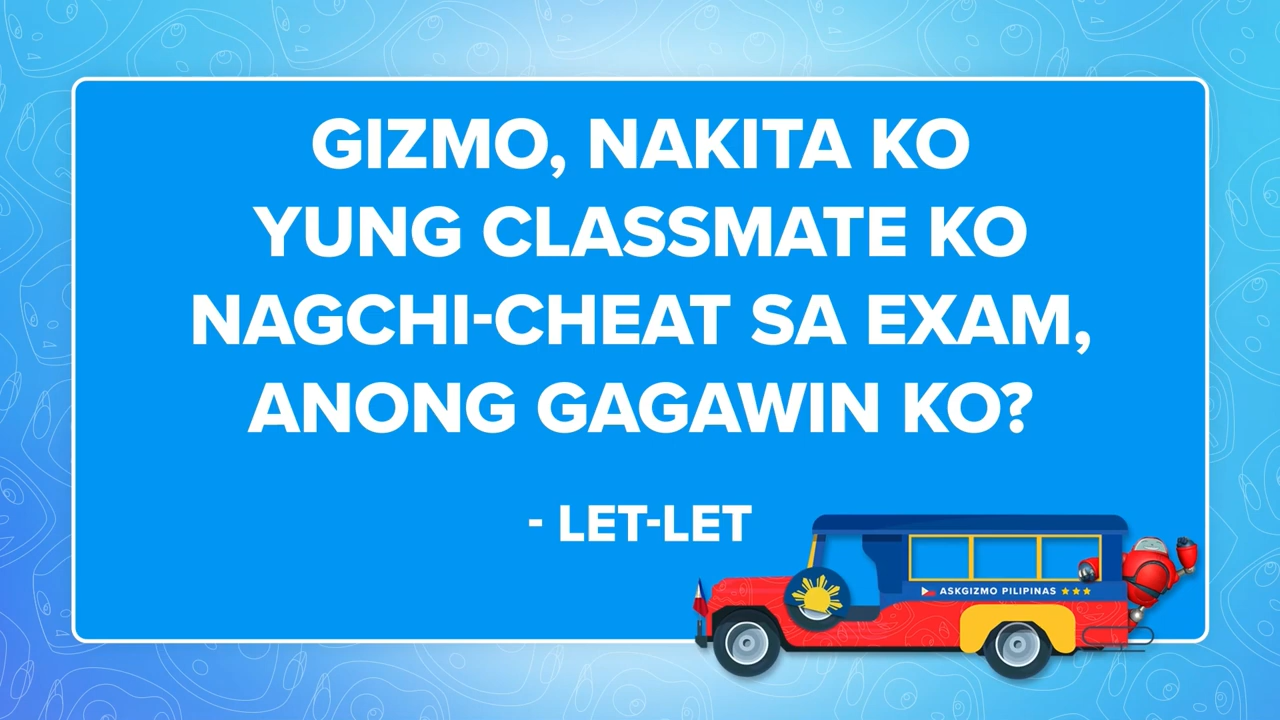 GIZMO, NAKITA KO
YUNG CLASSMATE KO
NAGCHI-CHEAT SA EXAM,
ANONG GAGAWIN KO?
- LET-LET
ASKGIZMO PILIPINAS